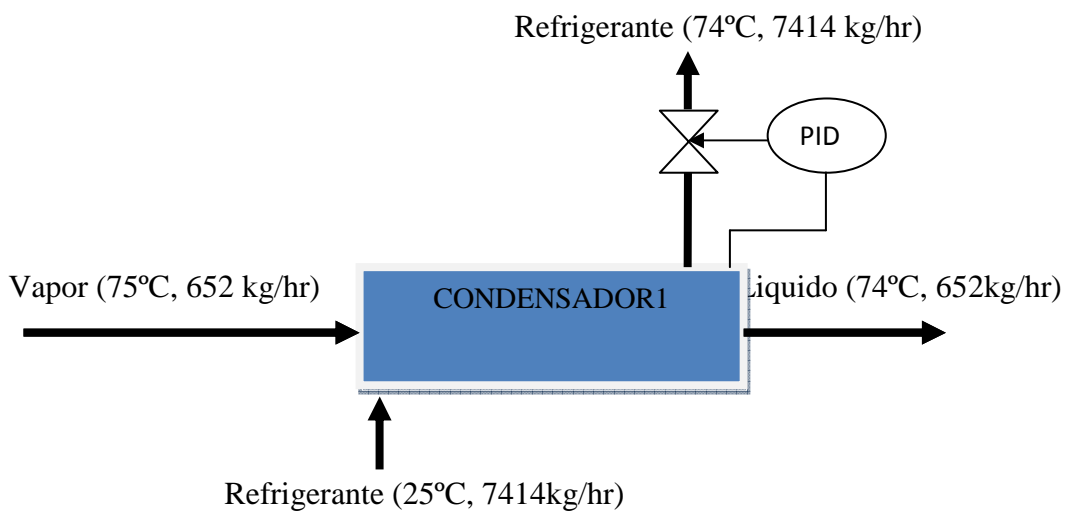 Refrigerante (74ºC, 7414 kg/hr)
PID
Vapor (75ºC, 652 kg/hr)
CONDENSADOR1
Liquido (74ºC, 652kg/hr)
Refrigerante (25ºC, 7414kg/hr)